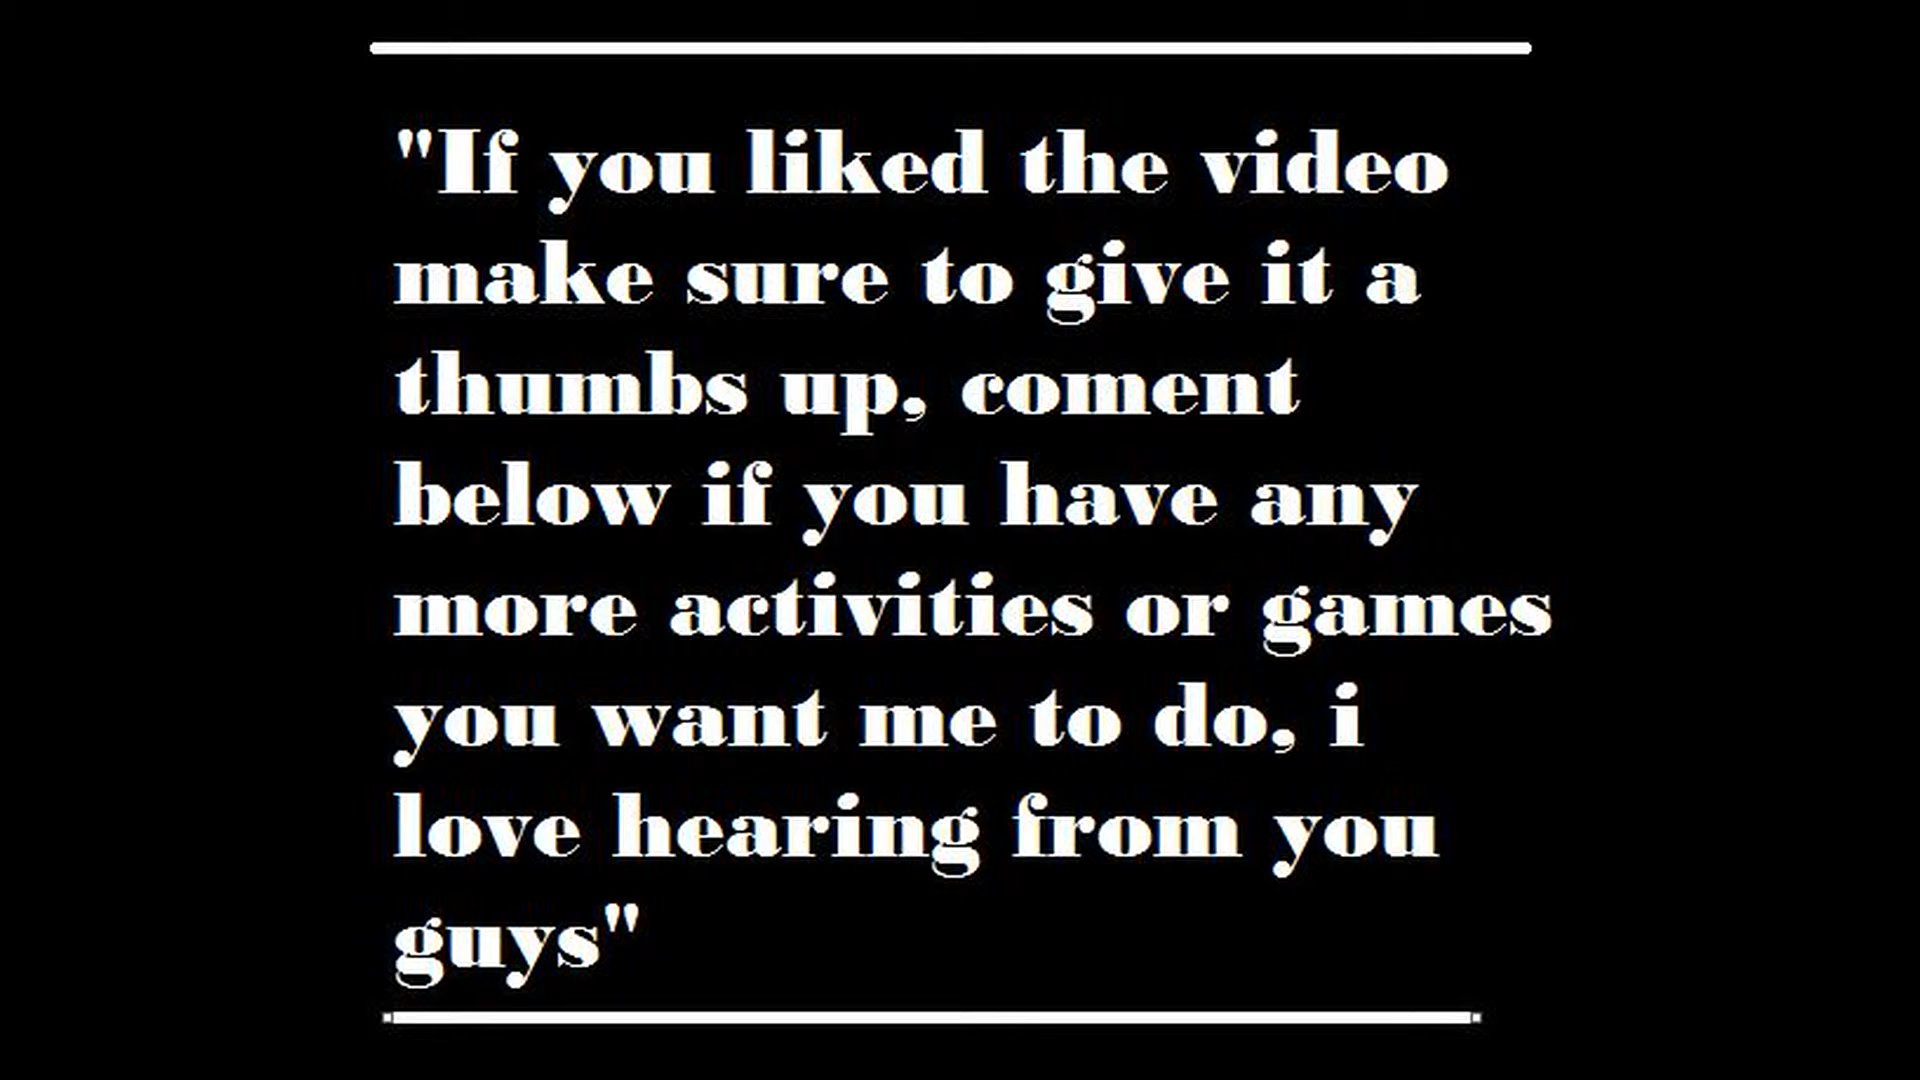 "If you liked the video
make sure to give it a
thumbs up, coment
below if you have any
more activities or games
you want me to do, i
love hearing from you
guys"